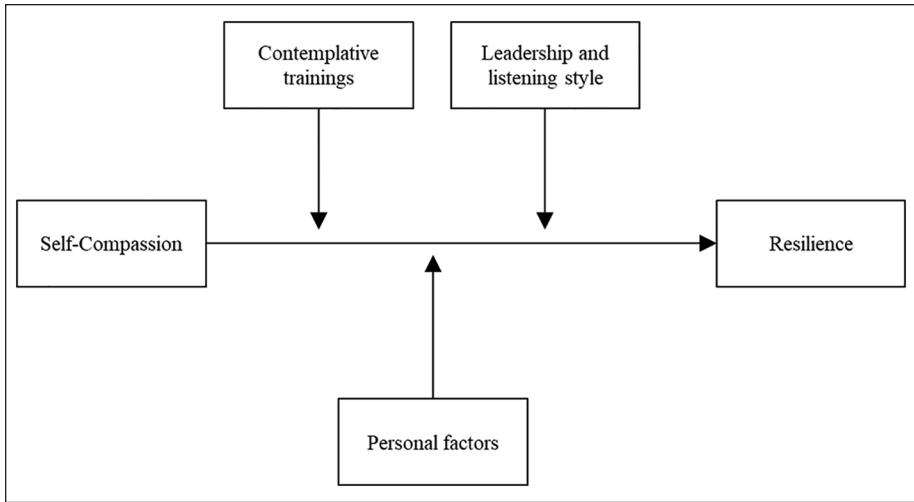 Contemplative
trainings
Leadership and
listening style
Self-Compassion
Resilience
Personal factors